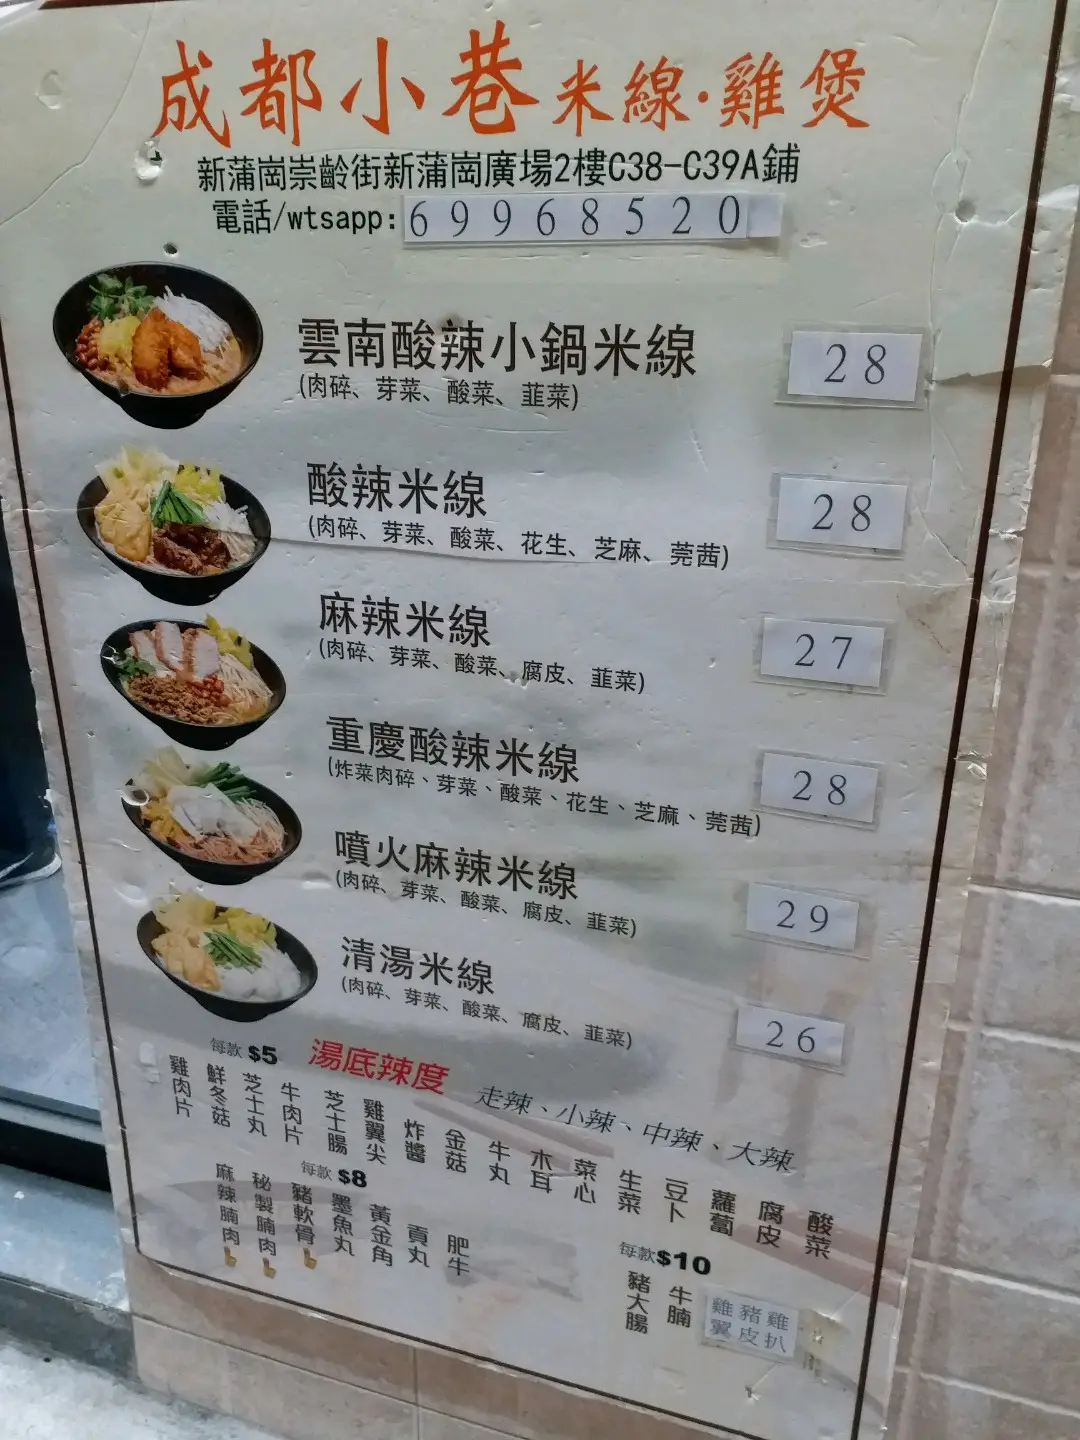 成都小巷米線·雞煲
新蒲崗崇齡街新蒲崗廣場2樓C38-C39A鋪
電話/wtsapp:69968520
雲南酸辣小鍋米線 28
(肉碎、芽菜、酸菜、韮菜)
酸辣米線 28
(肉碎、芽菜、酸菜、花生、芝麻、莞茜)
麻辣米線 27
(肉碎、芽菜、酸菜、腐皮、韮菜)
重慶酸辣米線 28
(炸菜肉碎、芽菜、酸菜、花生、芝麻、莞茜)
噴火麻辣米線 29
(肉碎、芽菜、酸菜、腐皮、韮菜)
清湯米線 26
(肉碎、芽菜、酸菜、腐皮、韮菜)
湯底辣度
走辣、小辣、中辣、大辣
每款$5
酸菜
腐皮
蘿蔔
豆卜
生菜
菜心
木耳
牛丸
金菇
炸醬
雞翼尖
芝士腸
牛肉片
芝士丸
鮮冬菇
雞肉片
每款$8
肥牛
貢丸
黃金角
墨魚丸
豬軟骨
秘製腩肉
麻辣腩肉
每款$10
雞扒
豬皮
雞翼
牛腩
豬大腸